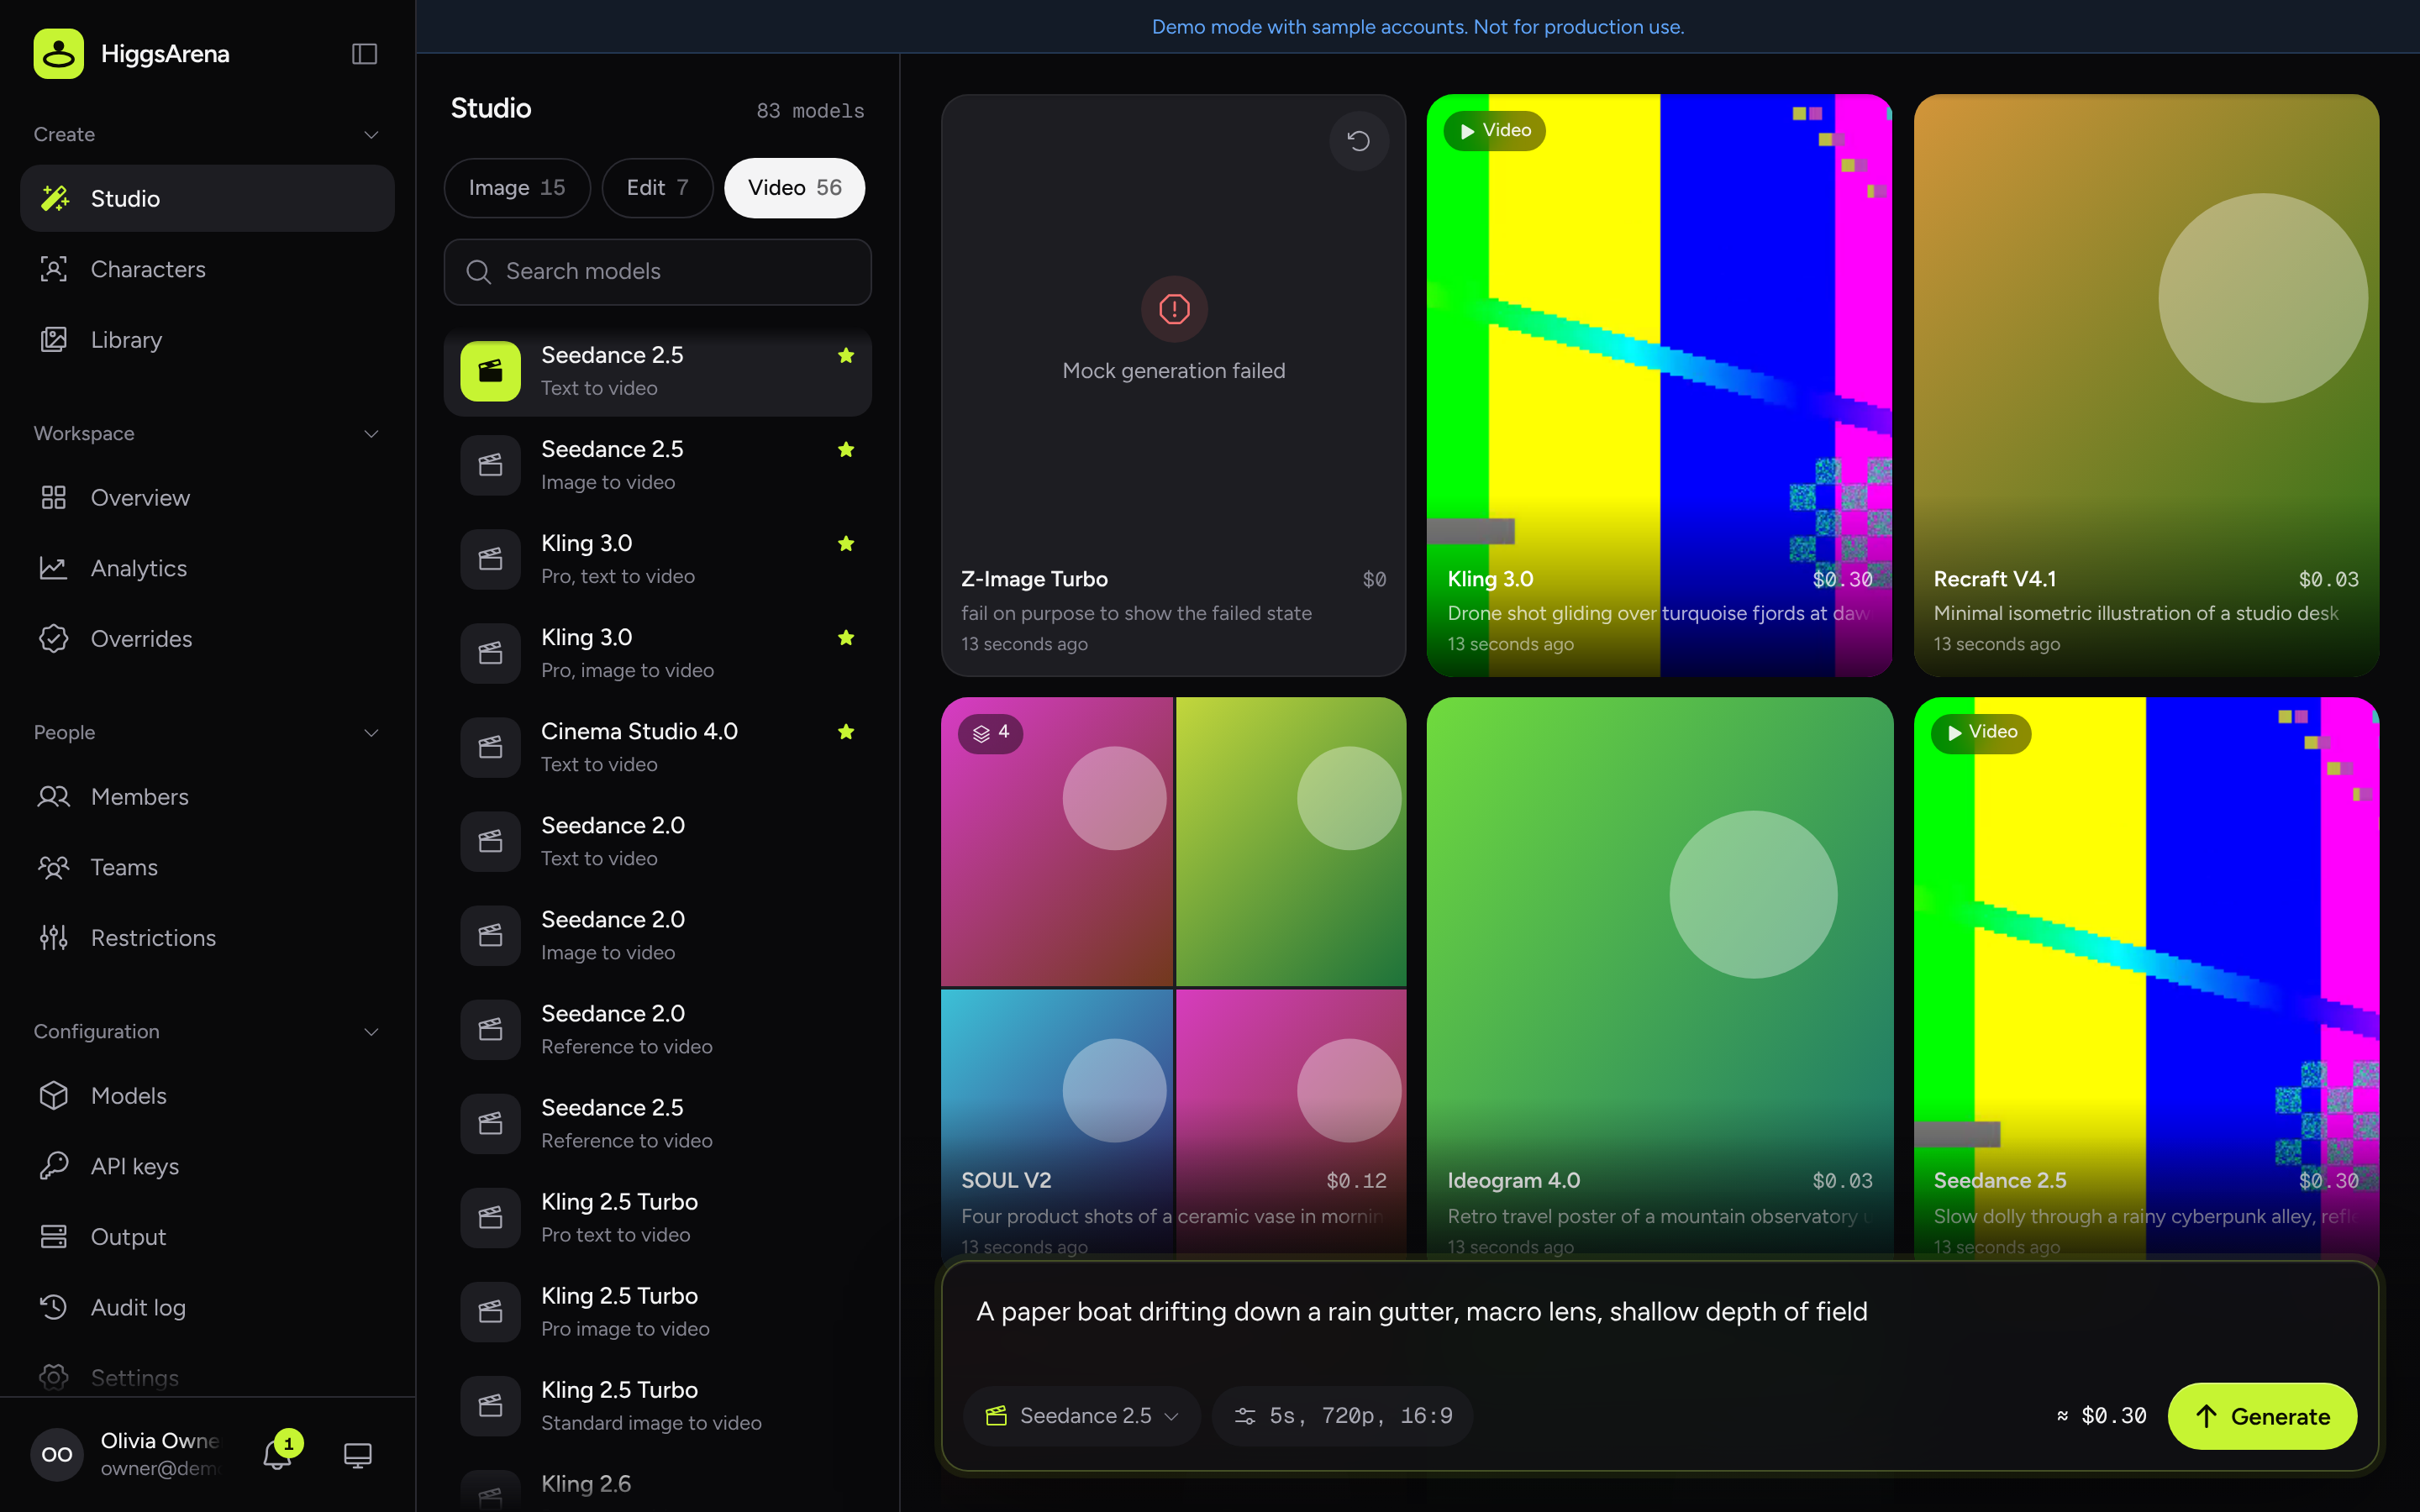 HiggsArena
Create
Studio
Characters
Library
Workspace
Overview
Analytics
Overrides
People
Members
Teams
Restrictions
Configuration
Models
API keys
Output
Audit log
Settings
OO
Olivia Owne
owner@dem
1
Demo mode with sample accounts. Not for production use.
Studio
83 models
Image 15
Edit 7
Video 56
Search models
Seedance 2.5
Text to video
Seedance 2.5
Image to video
Kling 3.0
Pro, text to video
Kling 3.0
Pro, image to video
Cinema Studio 4.0
Text to video
Seedance 2.0
Text to video
Seedance 2.0
Image to video
Seedance 2.0
Reference to video
Seedance 2.5
Reference to video
Kling 2.5 Turbo
Pro text to video
Kling 2.5 Turbo
Pro image to video
Kling 2.5 Turbo
Standard image to video
Kling 2.6
Mock generation failed
Z-Image Turbo $0
fail on purpose to show the failed state
13 seconds ago
Video
Kling 3.0 $0.30
Drone shot gliding over turquoise fjords at daw
13 seconds ago
Recraft V4.1 $0.03
Minimal isometric illustration of a studio desk
13 seconds ago
4
SOUL V2 $0.12
Four product shots of a ceramic vase in mornin
13 seconds ago
Ideogram 4.0 $0.03
Retro travel poster of a mountain observatory u
13 seconds ago
Video
Seedance 2.5 $0.30
Slow dolly through a rainy cyberpunk alley, refle
13 seconds ago
A paper boat drifting down a rain gutter, macro lens, shallow depth of field
Seedance 2.5
5s, 720p, 16:9
≈ $0.30
Generate